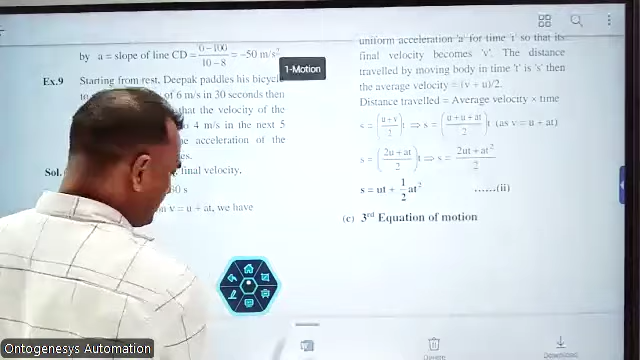 by a = slope of line CD = (0 – 100)/(10 – 8) = –50 m/s²
Ex.9 Starting from rest, Deepak paddles his bicycle
of 6 m/s in 30 seconds then
that the velocity of the
4 m/s in the next 5
acceleration of the
Sol.
final velocity,
v = u + at, we have
1-Motion
uniform acceleration 'a' for time 't' so that its
final velocity becomes 'v'. The distance
travelled by moving body in time 't' is 's' then
the average velocity = (v + u)/2.
Distance travelled = Average velocity × time
s = ((u+v)/2)t ⇒ s = ((u+u+at)/2)t (as v = u + at)
s = ((2u+at)/2)t ⇒ s = (2ut+at²)/2
s = ut + 1/2 at² ......(ii)
(c) 3rd Equation of motion
Delete
Download
Ontogenesys Automation